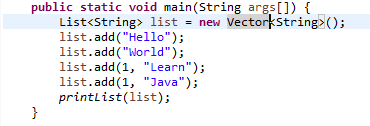 public static void main(String args[]) {
List<String> list = new Vector<String>();
list.add("Hello");
list.add("World");
list.add(1, "Learn");
list.add(1, "Java");
printList(list);
}